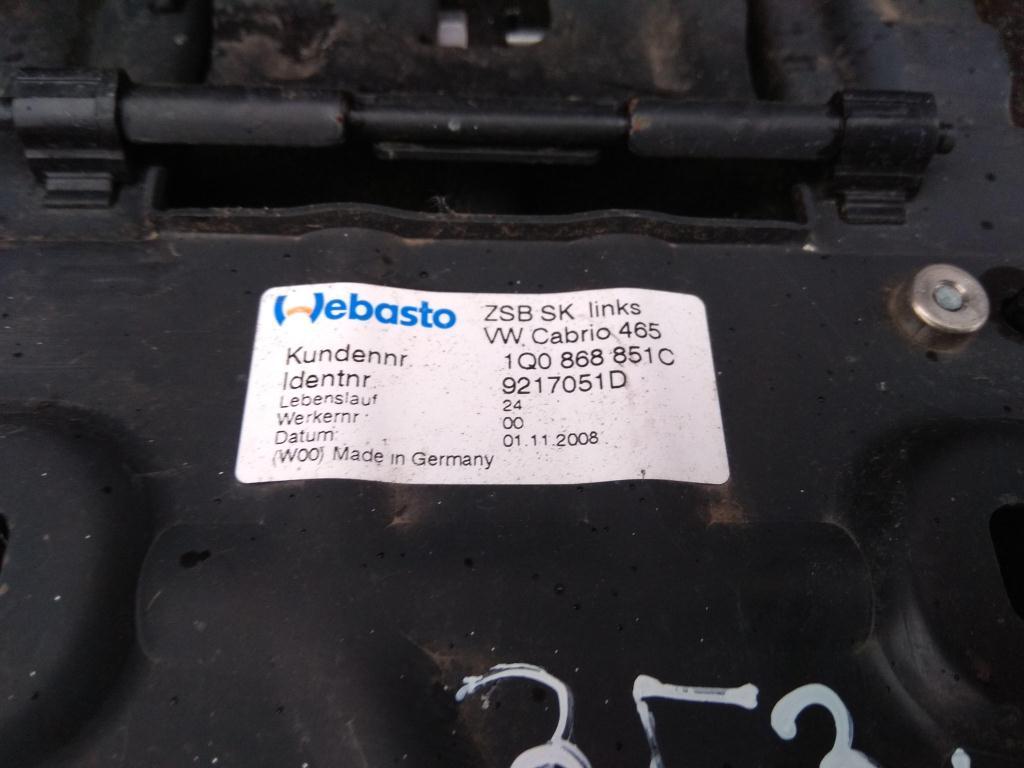 Webasto ZSB SK links
VW Cabrio 465
Kundennr. 1Q0 868 851C
Identnr 9217051D
Lebenslauf 24
Werkernr 00
Datum: 01.11.2008
(W00) Made in Germany